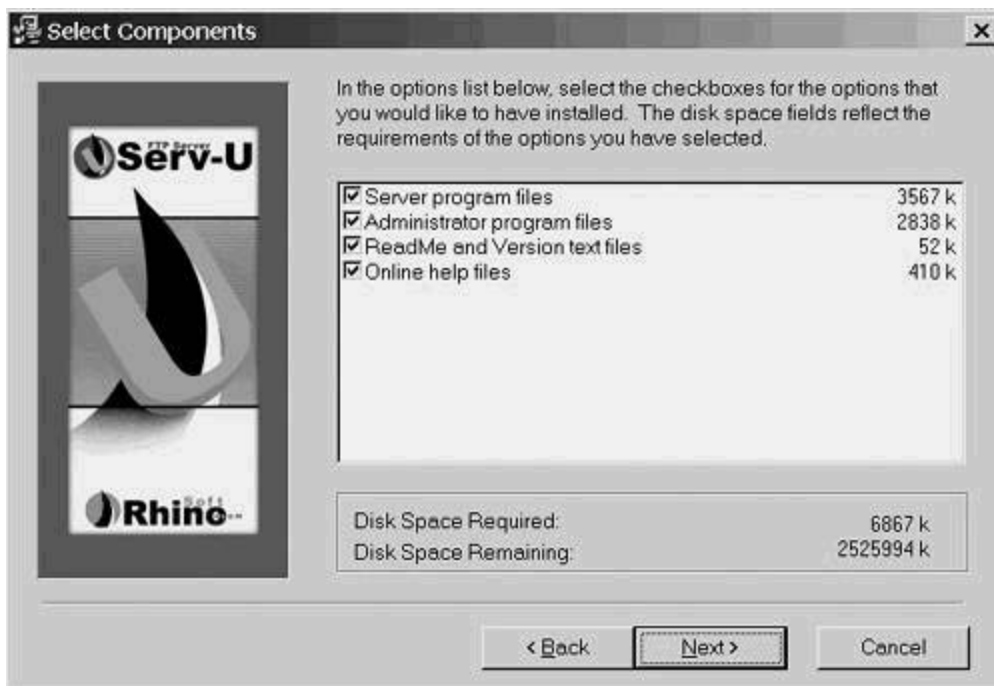 Select Components
In the options list below, select the checkboxes for the options that
you would like to have installed. The disk space fields reflect the
requirements of the options you have selected.
FTP Server
Serv-U
Server program files 3567 k
Administrator program files 2838 k
ReadMe and Version text files 52 k
Online help files 410 k
Rhino
Soft
Disk Space Required: 6867 k
Disk Space Remaining: 2525994 k
< Back
Next >
Cancel